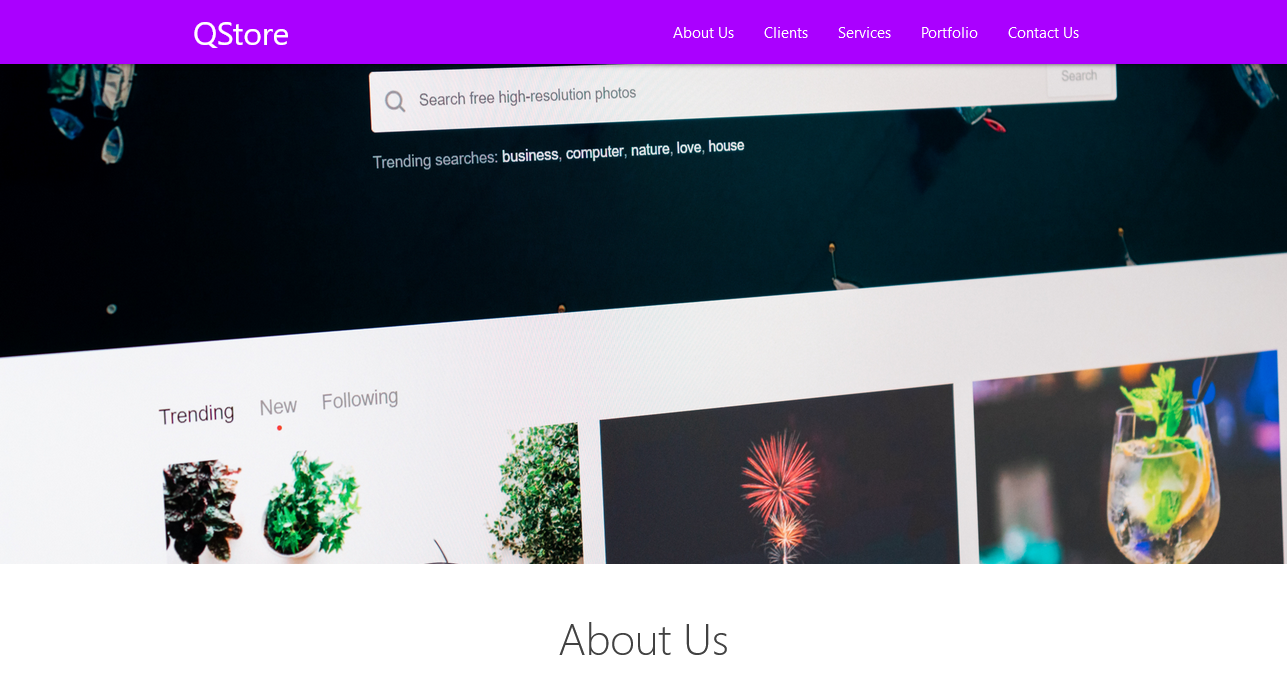 QStore
About Us Clients Services Portfolio Contact Us
Search free high-resolution photos Search
Trending searches: business, computer, nature, love, house
Trending New Following
About Us